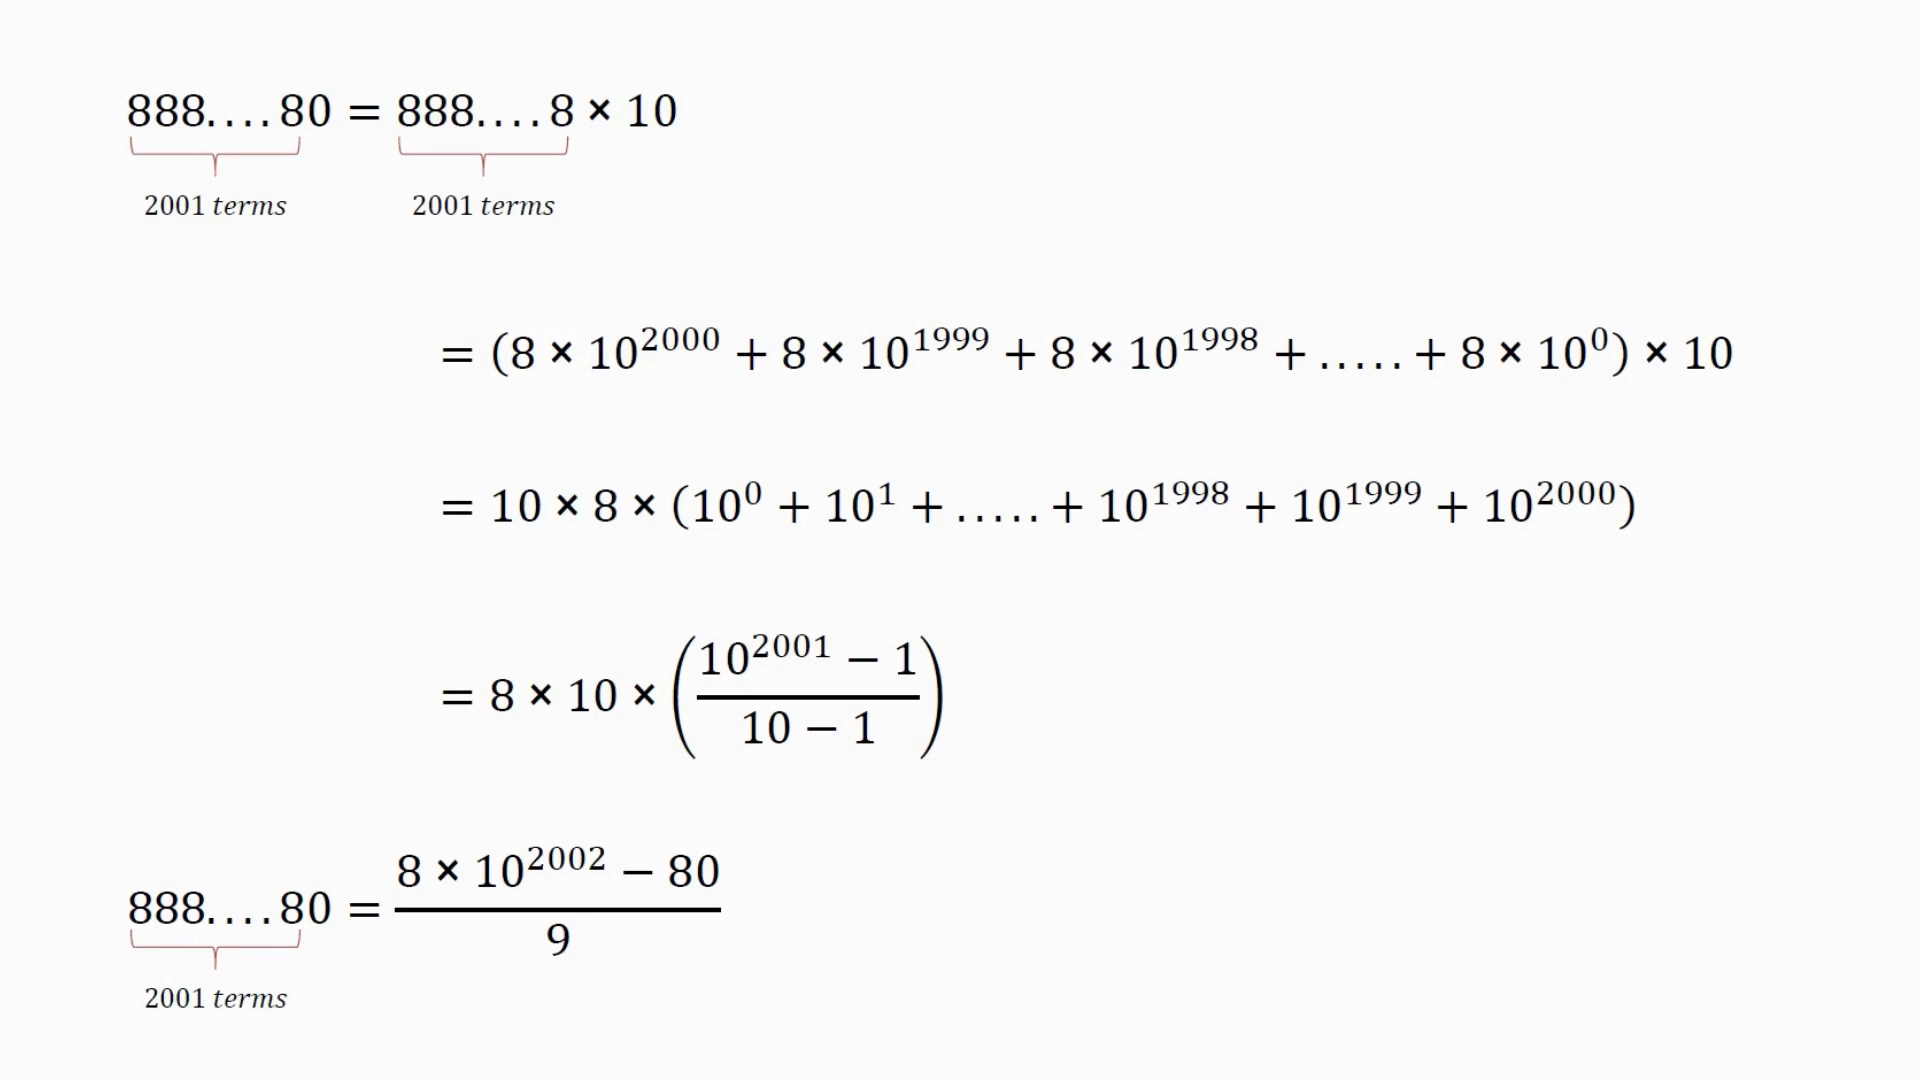 888....80 = 888....8 × 10
2001 terms 2001 terms
= (8 × 10^2000 + 8 × 10^1999 + 8 × 10^1998 + ..... + 8 × 10^0) × 10
= 10 × 8 × (10^0 + 10^1 + ..... + 10^1998 + 10^1999 + 10^2000)
= 8 × 10 × ((10^2001 − 1)/(10 − 1))
888....80 = (8 × 10^2002 − 80)/9
2001 terms